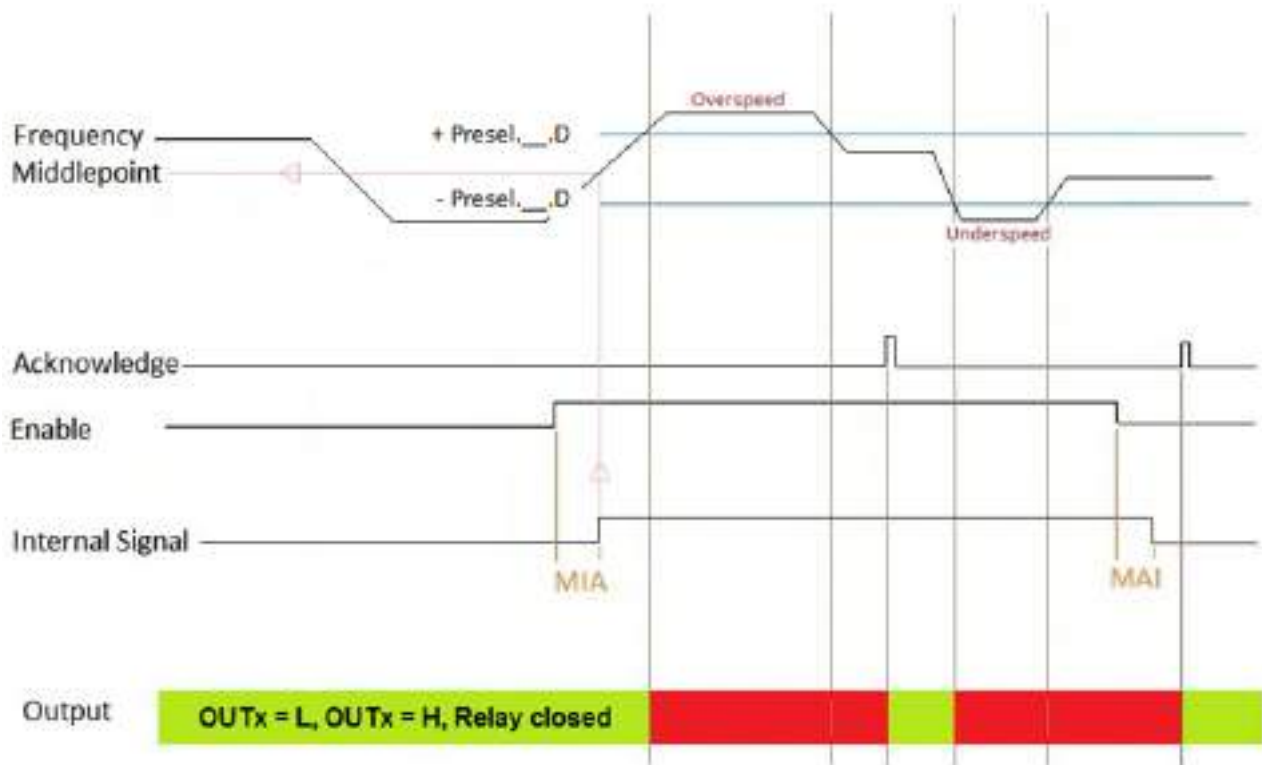 Overspeed
Frequency
+ Presel.__.D
Middlepoint
- Presel.__.D
Underspeed
Acknowledge
Enable
Internal Signal
MIA
MAI
Output
OUTx = L, OUTx = H, Relay closed